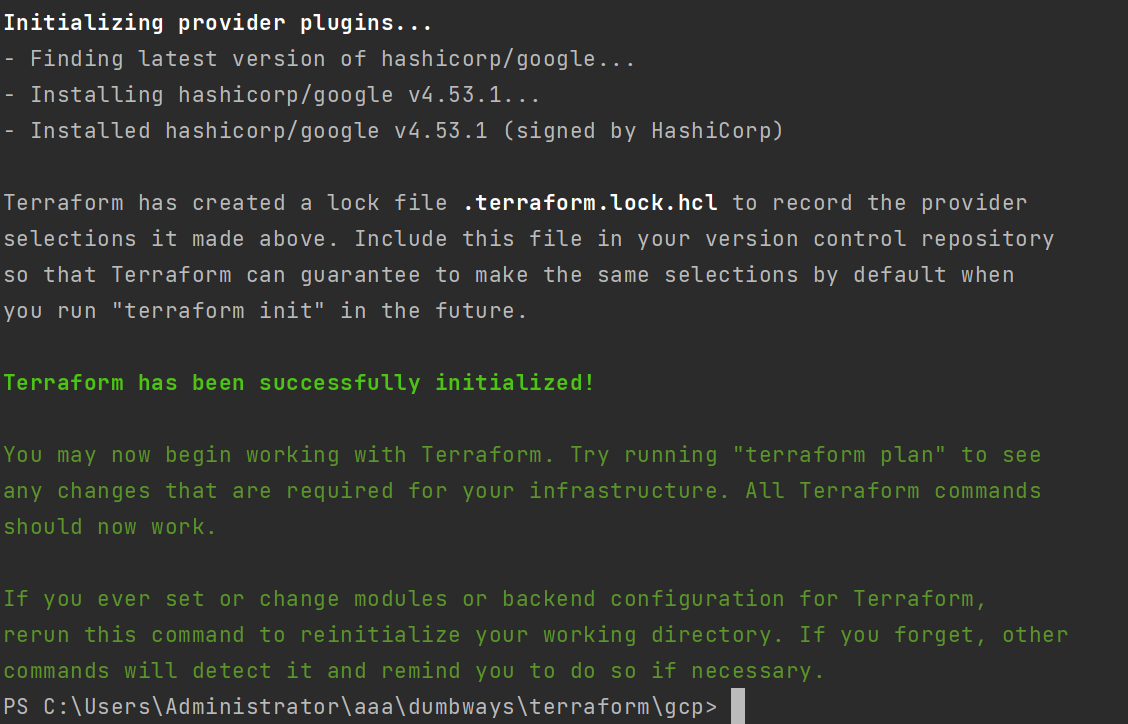 Initializing provider plugins...
- Finding latest version of hashicorp/google...
- Installing hashicorp/google v4.53.1...
- Installed hashicorp/google v4.53.1 (signed by HashiCorp)
Terraform has created a lock file .terraform.lock.hcl to record the provider
selections it made above. Include this file in your version control repository
so that Terraform can guarantee to make the same selections by default when
you run "terraform init" in the future.
Terraform has been successfully initialized!
You may now begin working with Terraform. Try running "terraform plan" to see
any changes that are required for your infrastructure. All Terraform commands
should now work.
If you ever set or change modules or backend configuration for Terraform,
rerun this command to reinitialize your working directory. If you forget, other
commands will detect it and remind you to do so if necessary.
PS C:\Users\Administrator\aaa\dumbways\terraform\gcp>